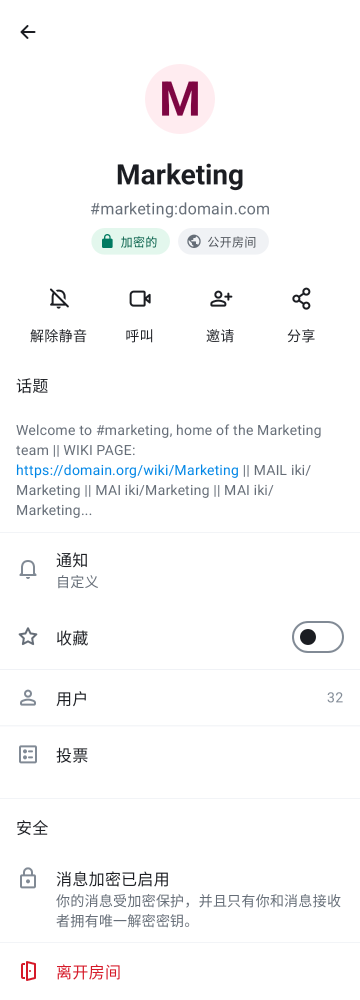 M
Marketing
#marketing:domain.com
加密的
公开房间
解除静音
呼叫
邀请
分享
话题
Welcome to #marketing, home of the Marketing
team || WIKI PAGE:
https://domain.org/wiki/Marketing || MAIL iki/
Marketing || MAI iki/Marketing || MAI iki/
Marketing...
通知
自定义
收藏
用户 32
投票
安全
消息加密已启用
你的消息受加密保护，并且只有你和消息接收
者拥有唯一解密密钥。
离开房间